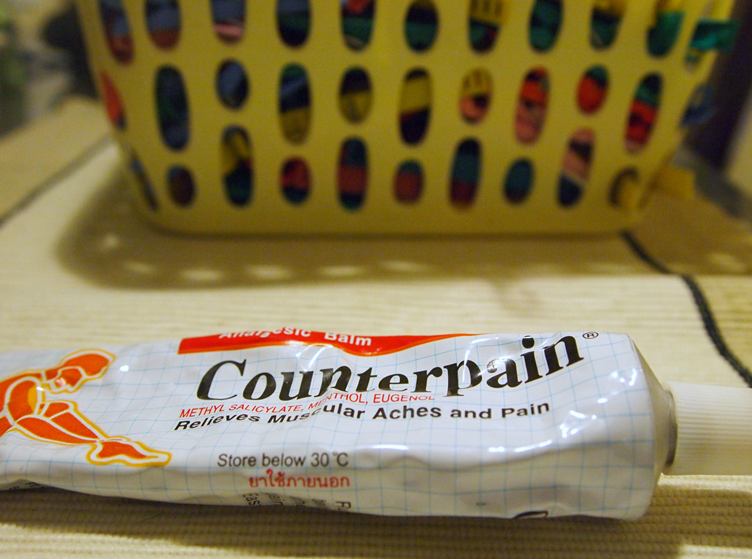 Analgesic Balm
Counterpain®
METHYL SALICYLATE, MENTHOL, EUGENOL
Relieves Muscular Aches and Pain
Store below 30 °C
ยาใช้ภายนอก